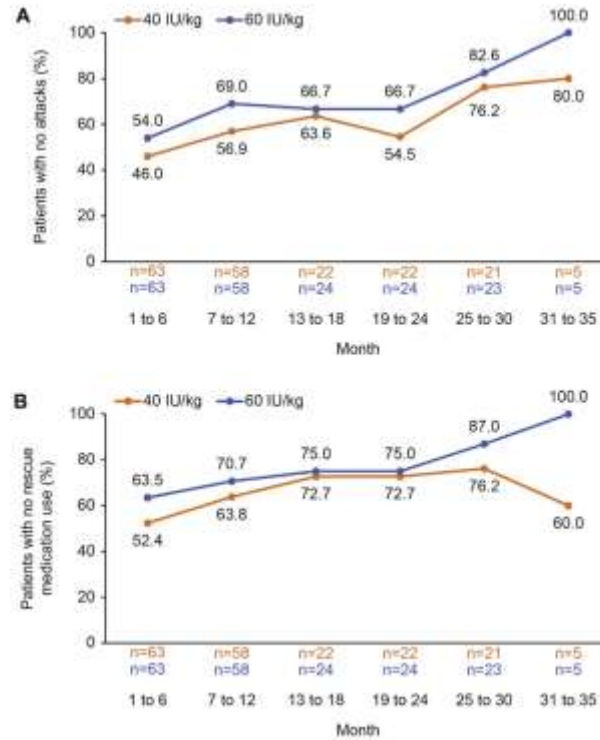 A
40 IU/kg 60 IU/kg
Patients with no attacks (%)
100
80
60
40
20
0
54.0 69.0 66.7 66.7 82.6 100.0
46.0 56.9 63.6 54.5 76.2 80.0
n=63 n=58 n=22 n=22 n=21 n=5
n=63 n=58 n=24 n=24 n=23 n=5
1 to 6 7 to 12 13 to 18 19 to 24 25 to 30 31 to 35
Month
B
40 IU/kg 60 IU/kg
Patients with no rescue
medication use (%)
100
80
60
40
20
0
63.5 70.7 75.0 75.0 87.0 100.0
52.4 63.8 72.7 72.7 76.2 60.0
n=63 n=58 n=22 n=22 n=21 n=5
n=63 n=58 n=24 n=24 n=23 n=5
1 to 6 7 to 12 13 to 18 19 to 24 25 to 30 31 to 35
Month